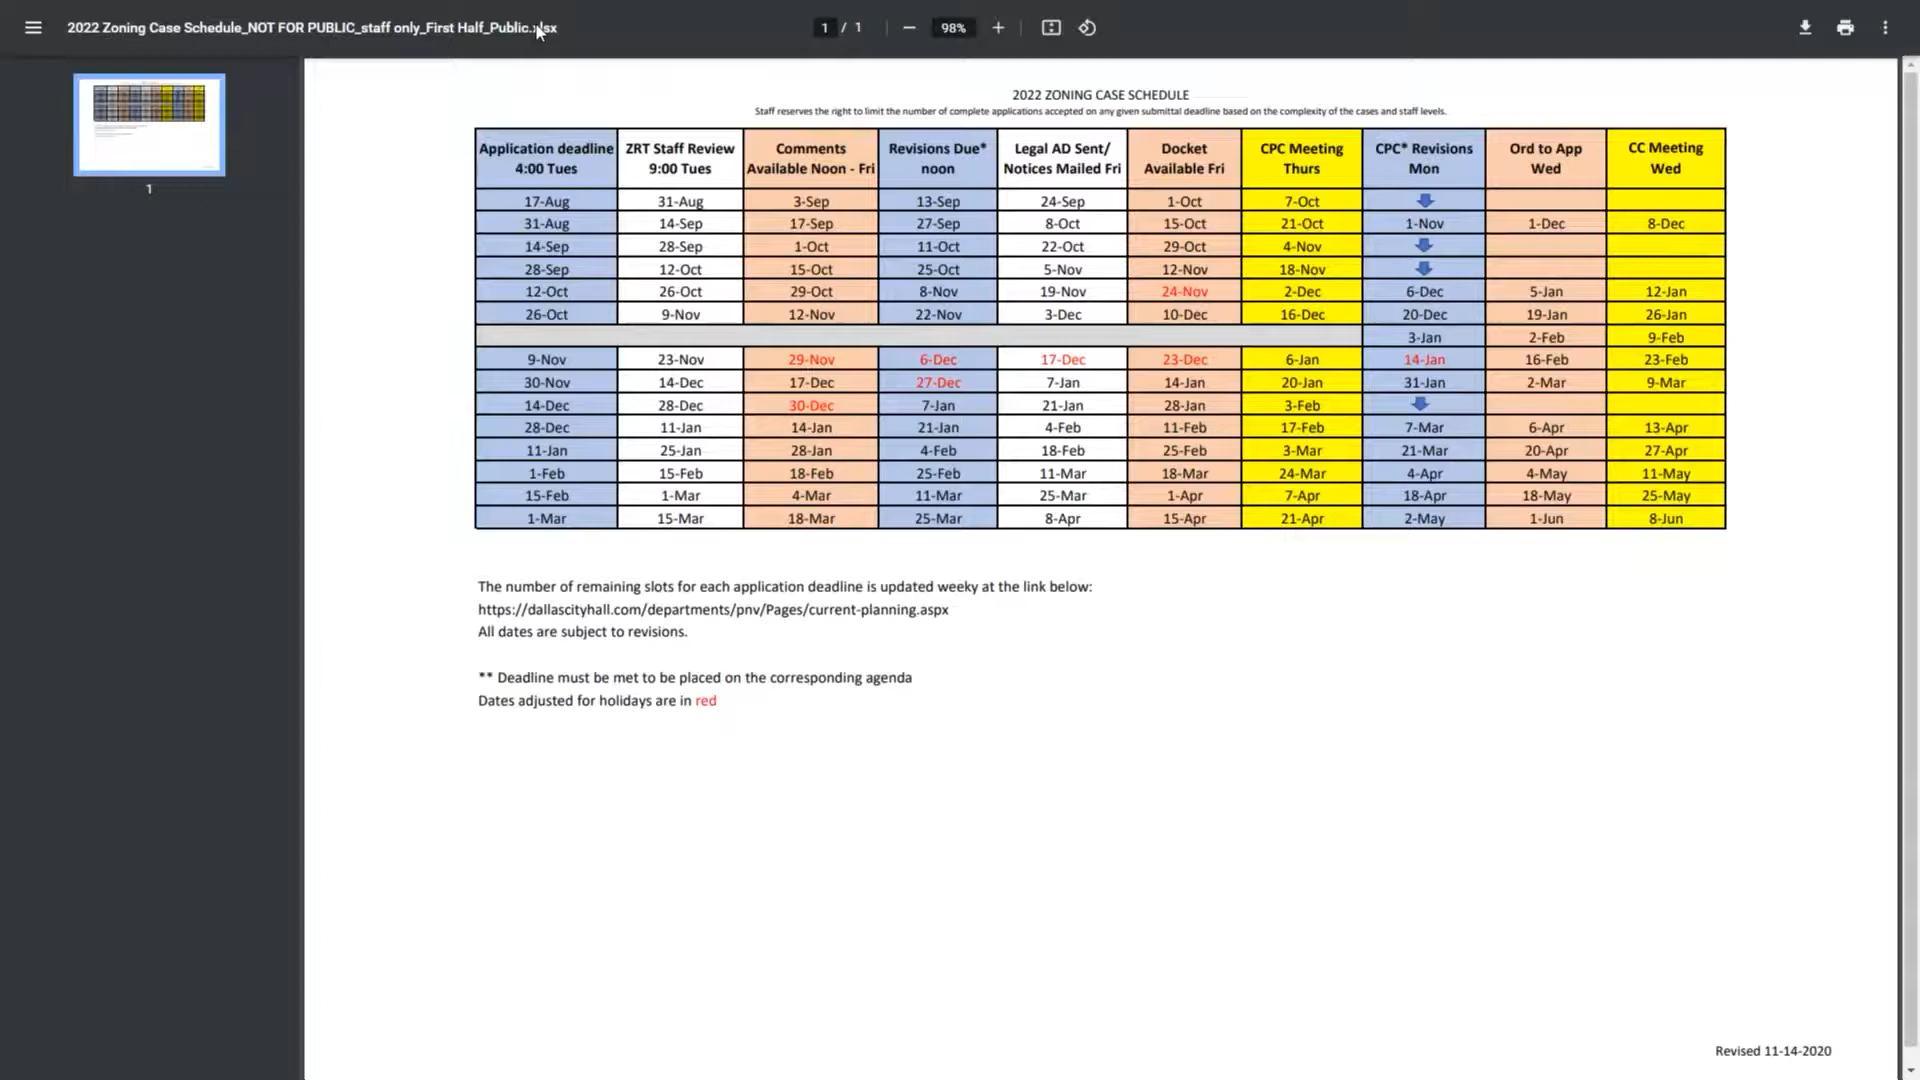 2022 Zoning Case Schedule_NOT FOR PUBLIC_staff only_First Half_Public.xlsx
1 / 1
98%
1
2022 ZONING CASE SCHEDULE
Staff reserves the right to limit the number of complete applications accepted on any given submittal deadline based on the complexity of the cases and staff levels.
Application deadline 4:00 Tues ZRT Staff Review 9:00 Tues Comments Available Noon - Fri Revisions Due* noon Legal AD Sent/ Notices Mailed Fri Docket Available Fri CPC Meeting Thurs CPC* Revisions Mon Ord to App Wed CC Meeting Wed
17-Aug 31-Aug 3-Sep 13-Sep 24-Sep 1-Oct 7-Oct
31-Aug 14-Sep 17-Sep 27-Sep 8-Oct 15-Oct 21-Oct 1-Nov 1-Dec 8-Dec
14-Sep 28-Sep 1-Oct 11-Oct 22-Oct 29-Oct 4-Nov
28-Sep 12-Oct 15-Oct 25-Oct 5-Nov 12-Nov 18-Nov
12-Oct 26-Oct 29-Oct 8-Nov 19-Nov 24-Nov 2-Dec 6-Dec 5-Jan 12-Jan
26-Oct 9-Nov 12-Nov 22-Nov 3-Dec 10-Dec 16-Dec 20-Dec 19-Jan 26-Jan
3-Jan 2-Feb 9-Feb
9-Nov 23-Nov 29-Nov 6-Dec 17-Dec 23-Dec 6-Jan 14-Jan 16-Feb 23-Feb
30-Nov 14-Dec 17-Dec 27-Dec 7-Jan 14-Jan 20-Jan 31-Jan 2-Mar 9-Mar
14-Dec 28-Dec 30-Dec 7-Jan 21-Jan 28-Jan 3-Feb
28-Dec 11-Jan 14-Jan 21-Jan 4-Feb 11-Feb 17-Feb 7-Mar 6-Apr 13-Apr
11-Jan 25-Jan 28-Jan 4-Feb 18-Feb 25-Feb 3-Mar 21-Mar 20-Apr 27-Apr
1-Feb 15-Feb 18-Feb 25-Feb 11-Mar 18-Mar 24-Mar 4-Apr 4-May 11-May
15-Feb 1-Mar 4-Mar 11-Mar 25-Mar 1-Apr 7-Apr 18-Apr 18-May 25-May
1-Mar 15-Mar 18-Mar 25-Mar 8-Apr 15-Apr 21-Apr 2-May 1-Jun 8-Jun
The number of remaining slots for each application deadline is updated weeky at the link below:
https://dallascityhall.com/departments/pnv/Pages/current-planning.aspx
All dates are subject to revisions.
** Deadline must be met to be placed on the corresponding agenda
Dates adjusted for holidays are in red
Revised 11-14-2020